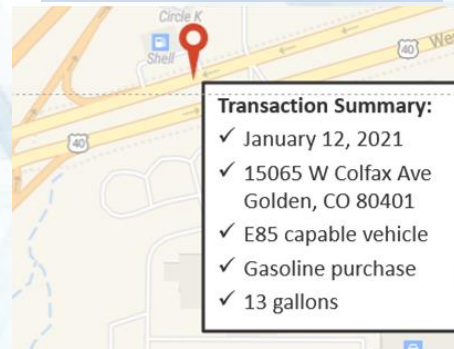 Circle K
Shell
40
We
40
Transaction Summary:
✓ January 12, 2021
✓ 15065 W Colfax Ave
Golden, CO 80401
✓ E85 capable vehicle
✓ Gasoline purchase
✓ 13 gallons